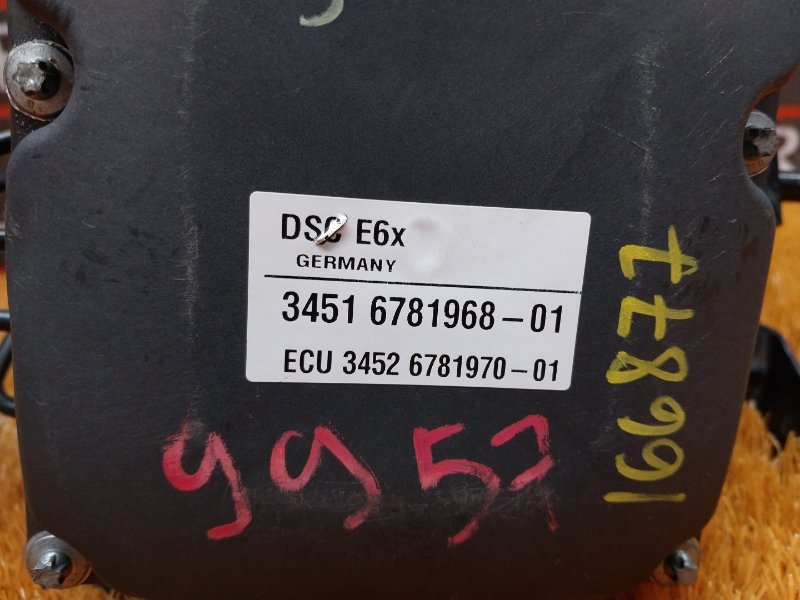 DSC E6x
GERMANY
3451 6781968-01
ECU 3452 6781970-01
9957
166877